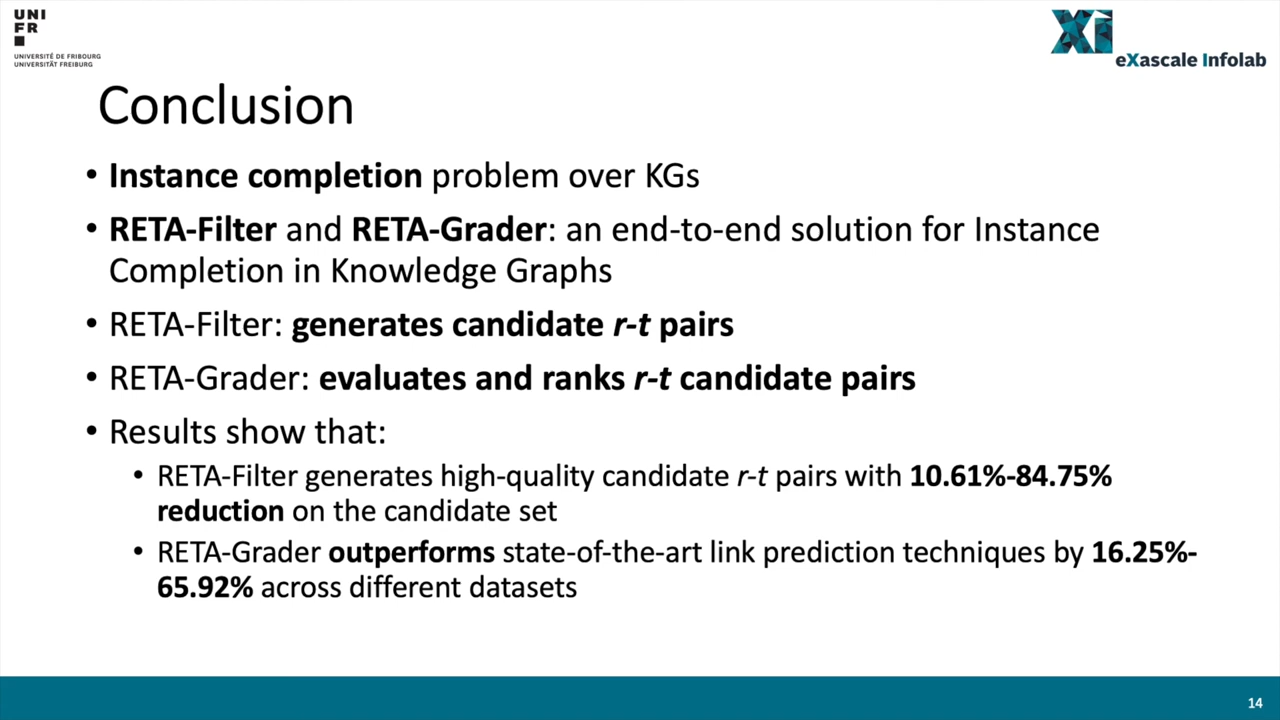 UNI
FR
UNIVERSITÉ DE FRIBOURG
UNIVERSITÄT FREIBURG
Xi
eXascale Infolab
Conclusion
• Instance completion problem over KGs
• RETA-Filter and RETA-Grader: an end-to-end solution for Instance
Completion in Knowledge Graphs
• RETA-Filter: generates candidate r-t pairs
• RETA-Grader: evaluates and ranks r-t candidate pairs
• Results show that:
• RETA-Filter generates high-quality candidate r-t pairs with 10.61%-84.75%
reduction on the candidate set
• RETA-Grader outperforms state-of-the-art link prediction techniques by 16.25%-
65.92% across different datasets
14